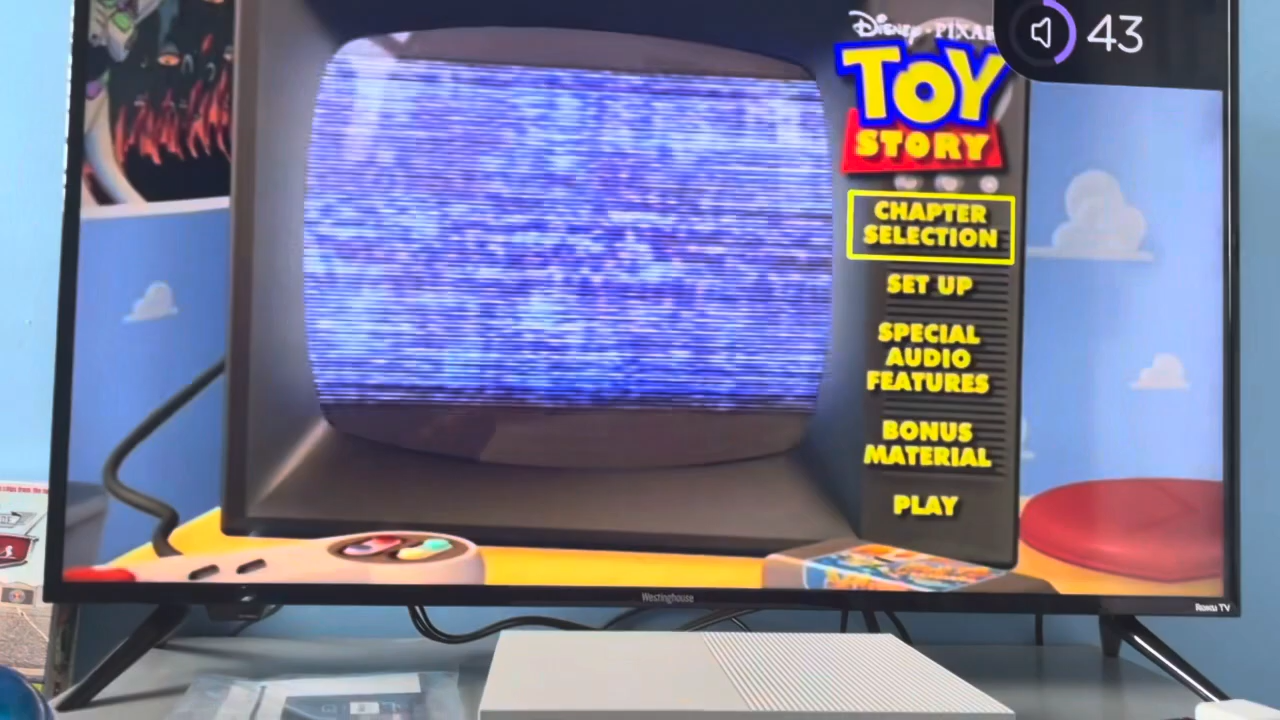 Disney · PIXAR
TOY
STORY
43
CHAPTER
SELECTION
SET UP
SPECIAL
AUDIO
FEATURES
BONUS
MATERIAL
PLAY
Westinghouse
Roku TV